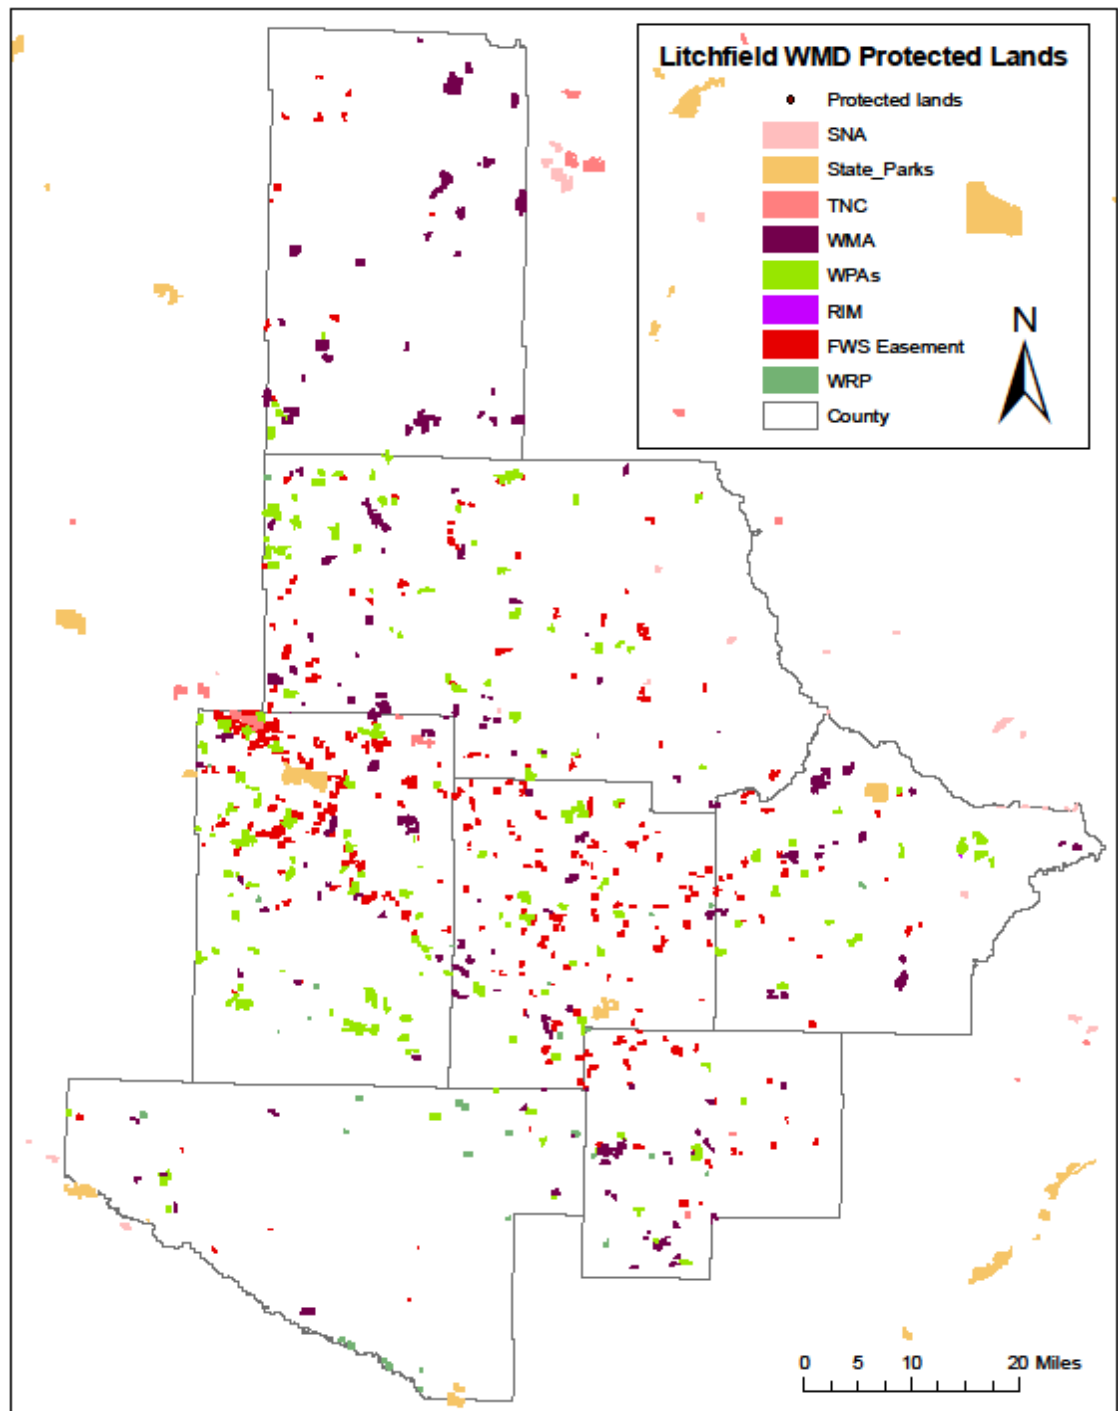 Litchfield WMD Protected Lands
Protected lands
SNA
State_Parks
TNC
WMA
WPAs
RIM
FWS Easement
WRP
County
N
0 5 10 20 Miles